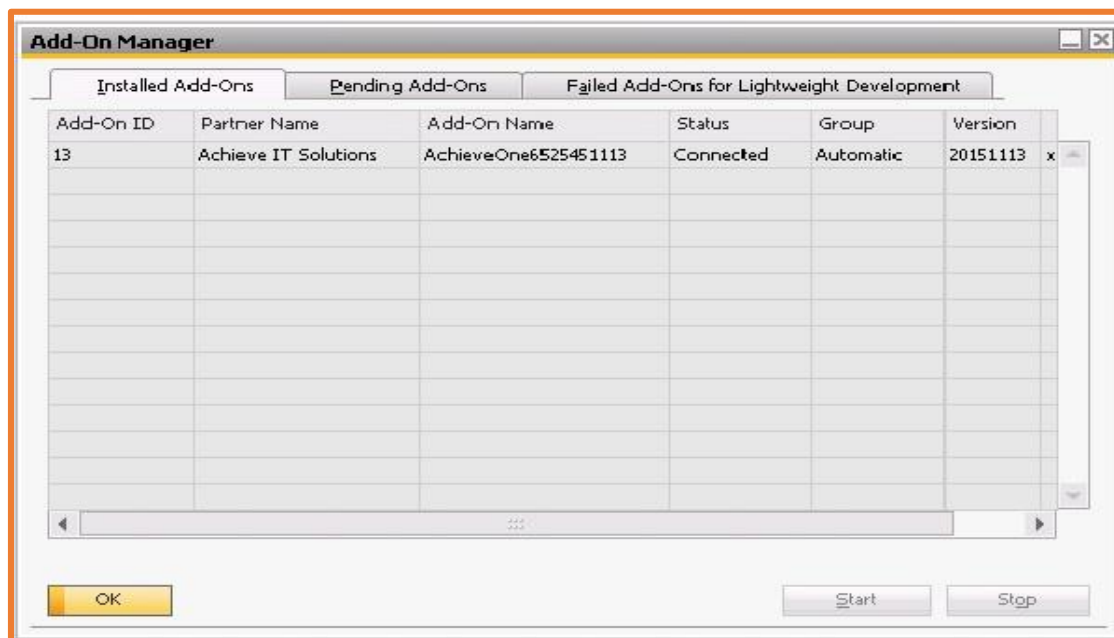 Add-On Manager
Installed Add-Ons Pending Add-Ons Failed Add-Ons for Lightweight Development
Add-On ID Partner Name Add-On Name Status Group Version
13 Achieve IT Solutions AchieveOne6525451113 Connected Automatic 20151113 x
OK Start Stop